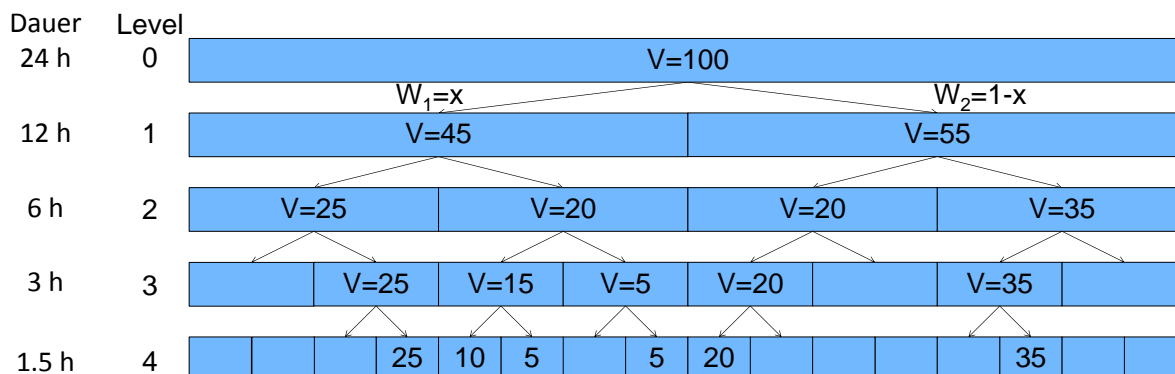 Dauer Level
24 h 0 V=100
W₁=x W₂=1-x
12 h 1 V=45 V=55
6 h 2 V=25 V=20 V=20 V=35
3 h 3 V=25 V=15 V=5 V=20 V=35
1.5 h 4 25 10 5 5 20 35